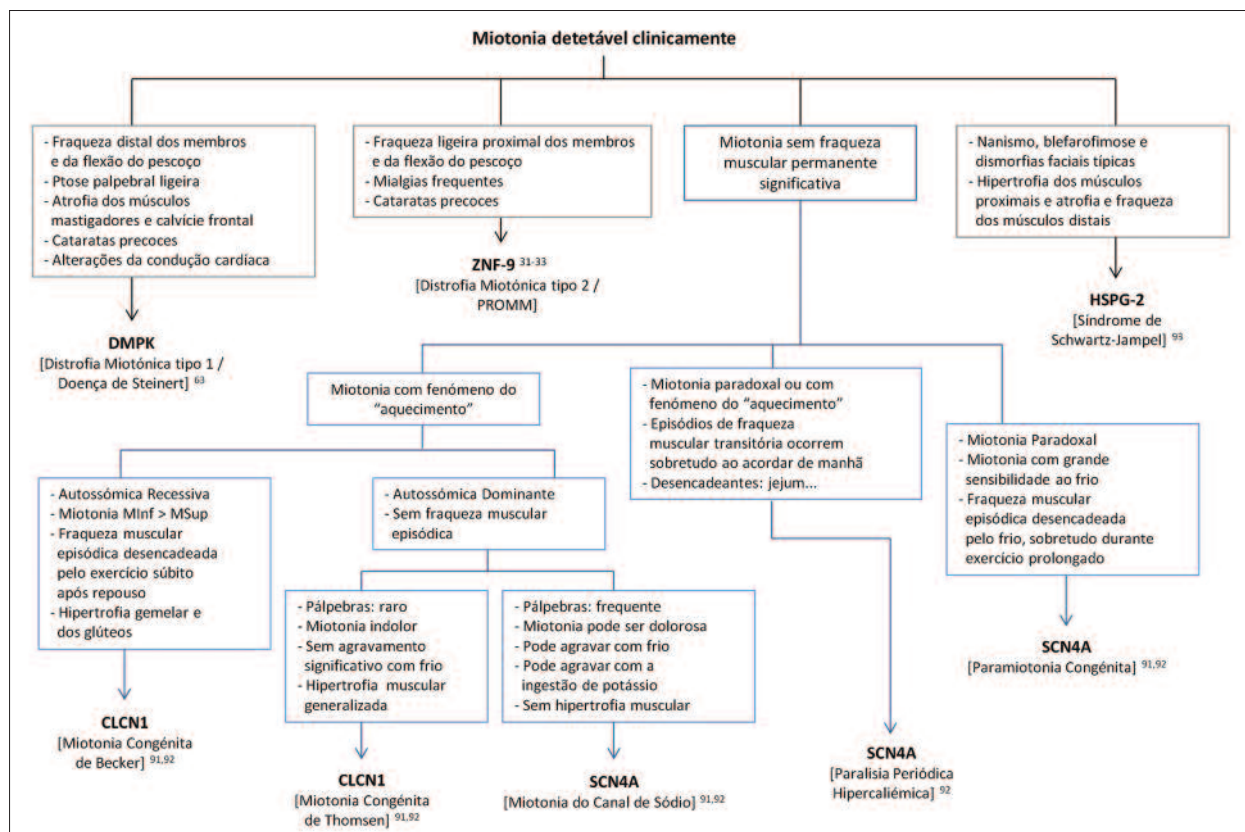 Miotonia detetável clinicamente
- Fraqueza distal dos membros
e da flexão do pescoço
- Ptose palpebral ligeira
- Atrofia dos músculos
mastigadores e calvície frontal
- Cataratas precoces
- Alterações da condução cardíaca
DMPK
[Distrofia Miotónica tipo 1 /
Doença de Steinert] 63
- Fraqueza ligeira proximal dos membros
e da flexão do pescoço
- Mialgias frequentes
- Cataratas precoces
ZNF-9 31-33
[Distrofia Miotónica tipo 2 /
PROMM]
Miotonia sem fraqueza
muscular permanente
significativa
- Nanismo, blefarofimose e
dismorfias faciais típicas
- Hipertrofia dos músculos
proximais e atrofia e fraqueza
dos músculos distais
HSPG-2
[Síndrome de
Schwartz-Jampel] 93
Miotonia com fenómeno do
“aquecimento”
- Miotonia paradoxal ou com
fenómeno do “aquecimento”
- Episódios de fraqueza
muscular transitória ocorrem
sobretudo ao acordar de manhã
- Desencadeantes: jejum...
- Miotonia Paradoxal
- Miotonia com grande
sensibilidade ao frio
- Fraqueza muscular
episódica desencadeada
pelo frio, sobretudo durante
exercício prolongado
- Autossómica Recessiva
- Miotonia MInf > MSup
- Fraqueza muscular
episódica desencadeada
pelo exercício súbito
após repouso
- Hipertrofia gemelar e
dos glúteos
- Autossómica Dominante
- Sem fraqueza muscular
episódica
- Pálpebras: raro
- Miotonia indolor
- Sem agravamento
significativo com frio
- Hipertrofia muscular
generalizada
- Pálpebras: frequente
- Miotonia pode ser dolorosa
- Pode agravar com frio
- Pode agravar com a
ingestão de potássio
- Sem hipertrofia muscular
SCN4A
[Paramiotonia Congénita] 91,92
CLCN1
[Miotonia Congénita
de Becker] 91,92
CLCN1
[Miotonia Congénita
de Thomsen] 91,92
SCN4A
[Miotonia do Canal de Sódio] 91,92
SCN4A
[Paralisia Periódica
Hipercaliémica] 92